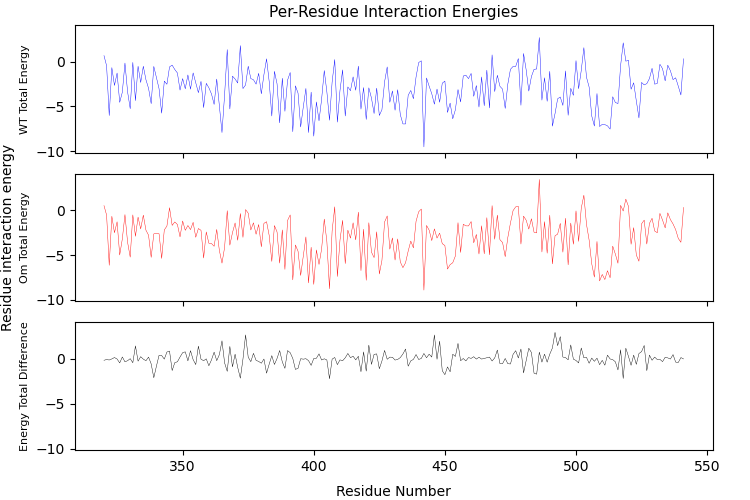 Per-Residue Interaction Energies
Residue interaction energy
WT Total Energy
0
−5
−10
Om Total Energy
0
−5
−10
Energy Total Difference
0
−5
−10
350
400
450
500
550
Residue Number